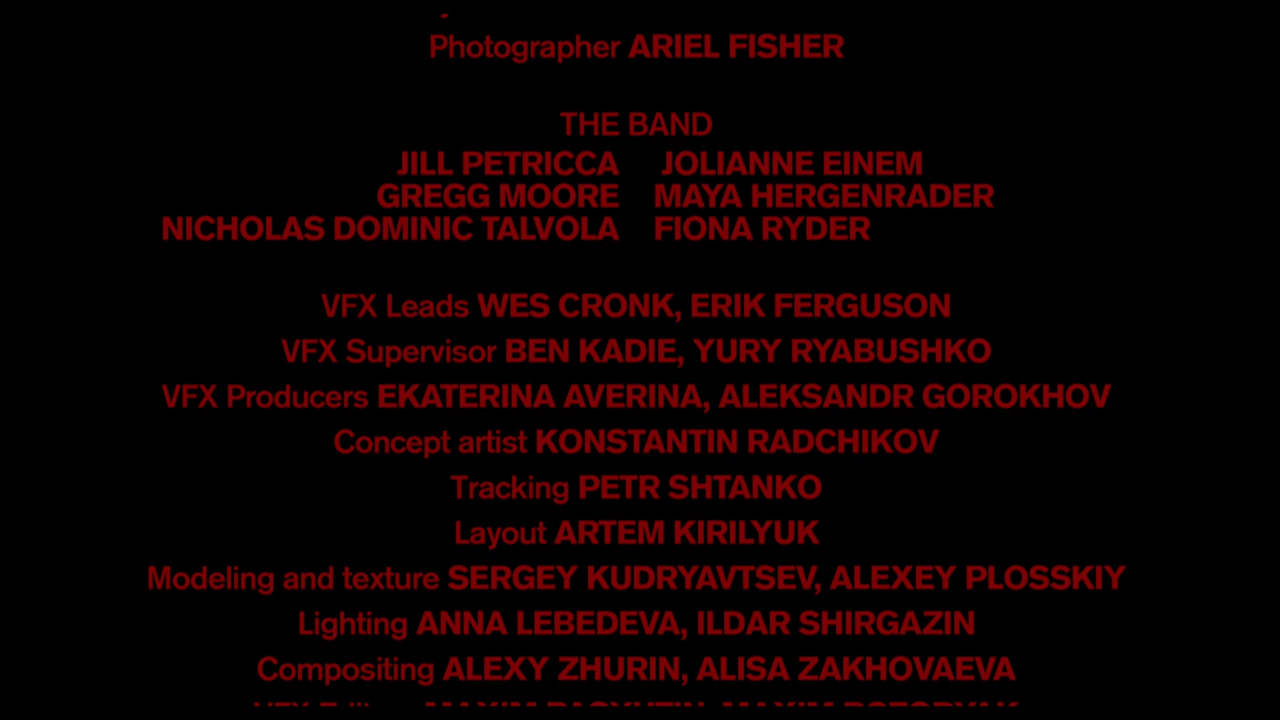 Photographer ARIEL FISHER
THE BAND
JILL PETRICCA JOLIANNE EINEM
GREGG MOORE MAYA HERGENRADER
NICHOLAS DOMINIC TALVOLA FIONA RYDER
VFX Leads WES CRONK, ERIK FERGUSON
VFX Supervisor BEN KADIE, YURY RYABUSHKO
VFX Producers EKATERINA AVERINA, ALEKSANDR GOROKHOV
Concept artist KONSTANTIN RADCHIKOV
Tracking PETR SHTANKO
Layout ARTEM KIRILYUK
Modeling and texture SERGEY KUDRYAVTSEV, ALEXEY PLOSSKIY
Lighting ANNA LEBEDEVA, ILDAR SHIRGAZIN
Compositing ALEXY ZHURIN, ALISA ZAKHOVAEVA